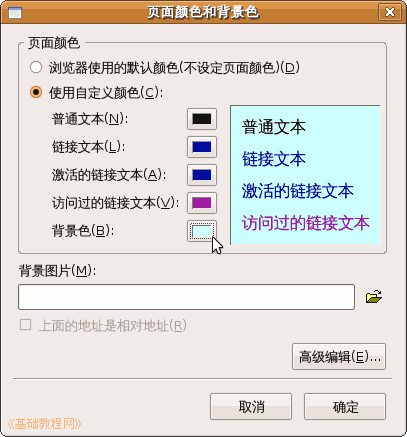 页面颜色和背景色
页面颜色
浏览器使用的默认颜色(不设定页面颜色)(D)
使用自定义颜色(C):
普通文本(N):
链接文本(L):
激活的链接文本(A):
访问过的链接文本(V):
背景色(B):
普通文本
链接文本
激活的链接文本
访问过的链接文本
背景图片(M):
上面的地址是相对地址(R)
高级编辑(E)...
取消
确定
《基础教程网》